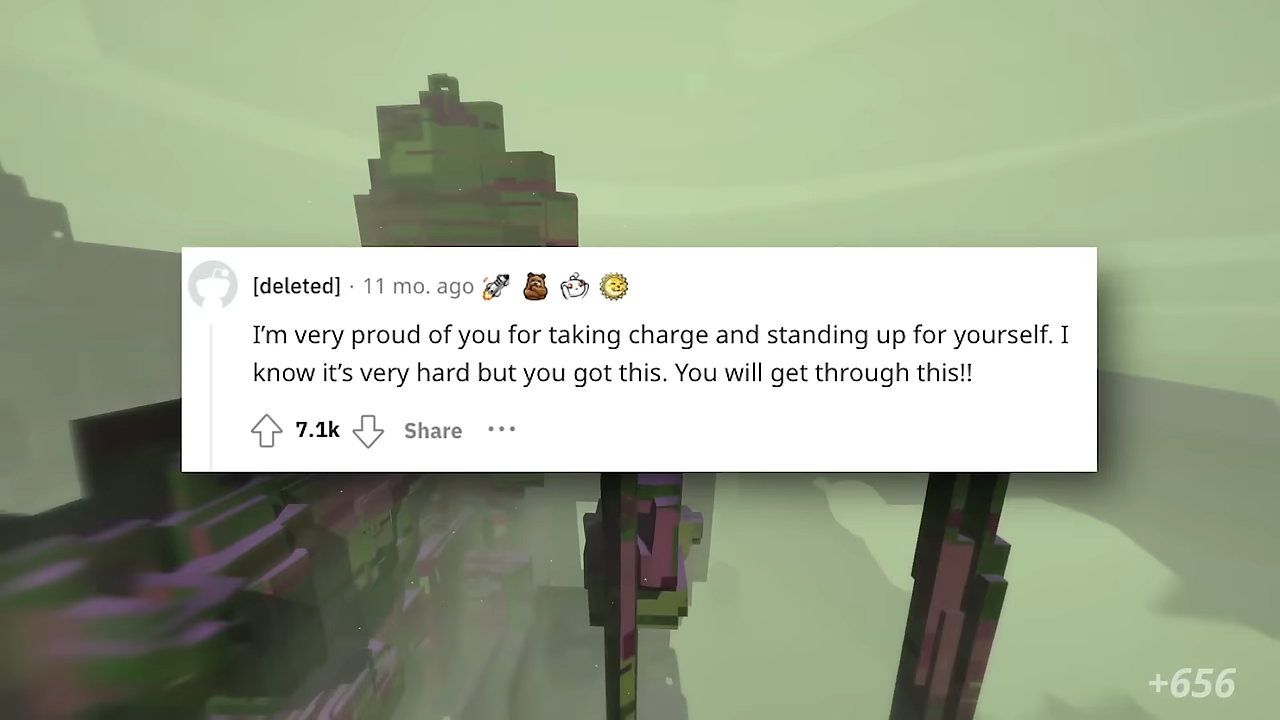 [deleted] · 11 mo. ago
I’m very proud of you for taking charge and standing up for yourself. I
know it’s very hard but you got this. You will get through this!!
7.1k Share ···
+656